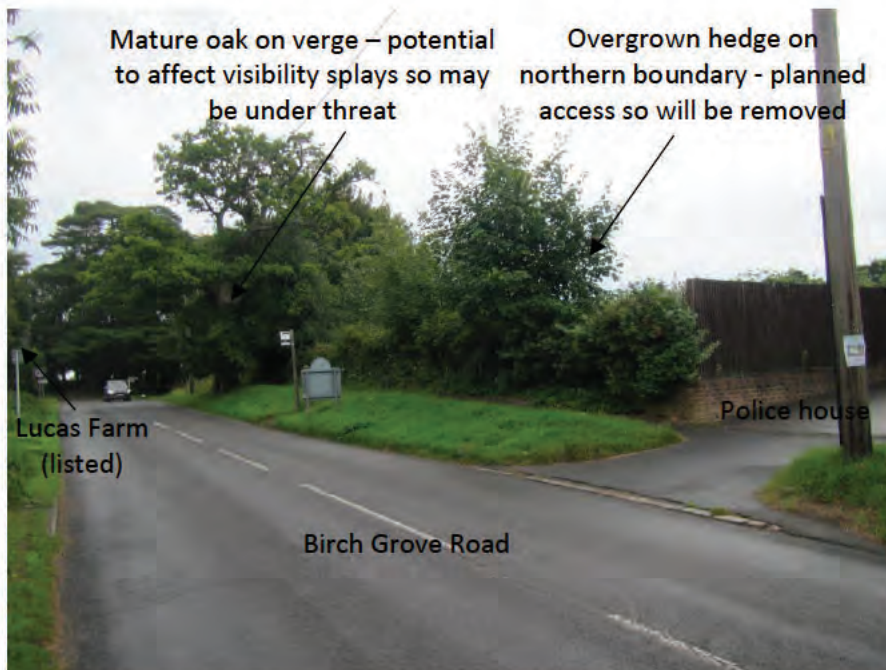 Mature oak on verge – potential
to affect visibility splays so may
be under threat
Overgrown hedge on
northern boundary - planned
access so will be removed
Lucas Farm
(listed)
Police house
Birch Grove Road